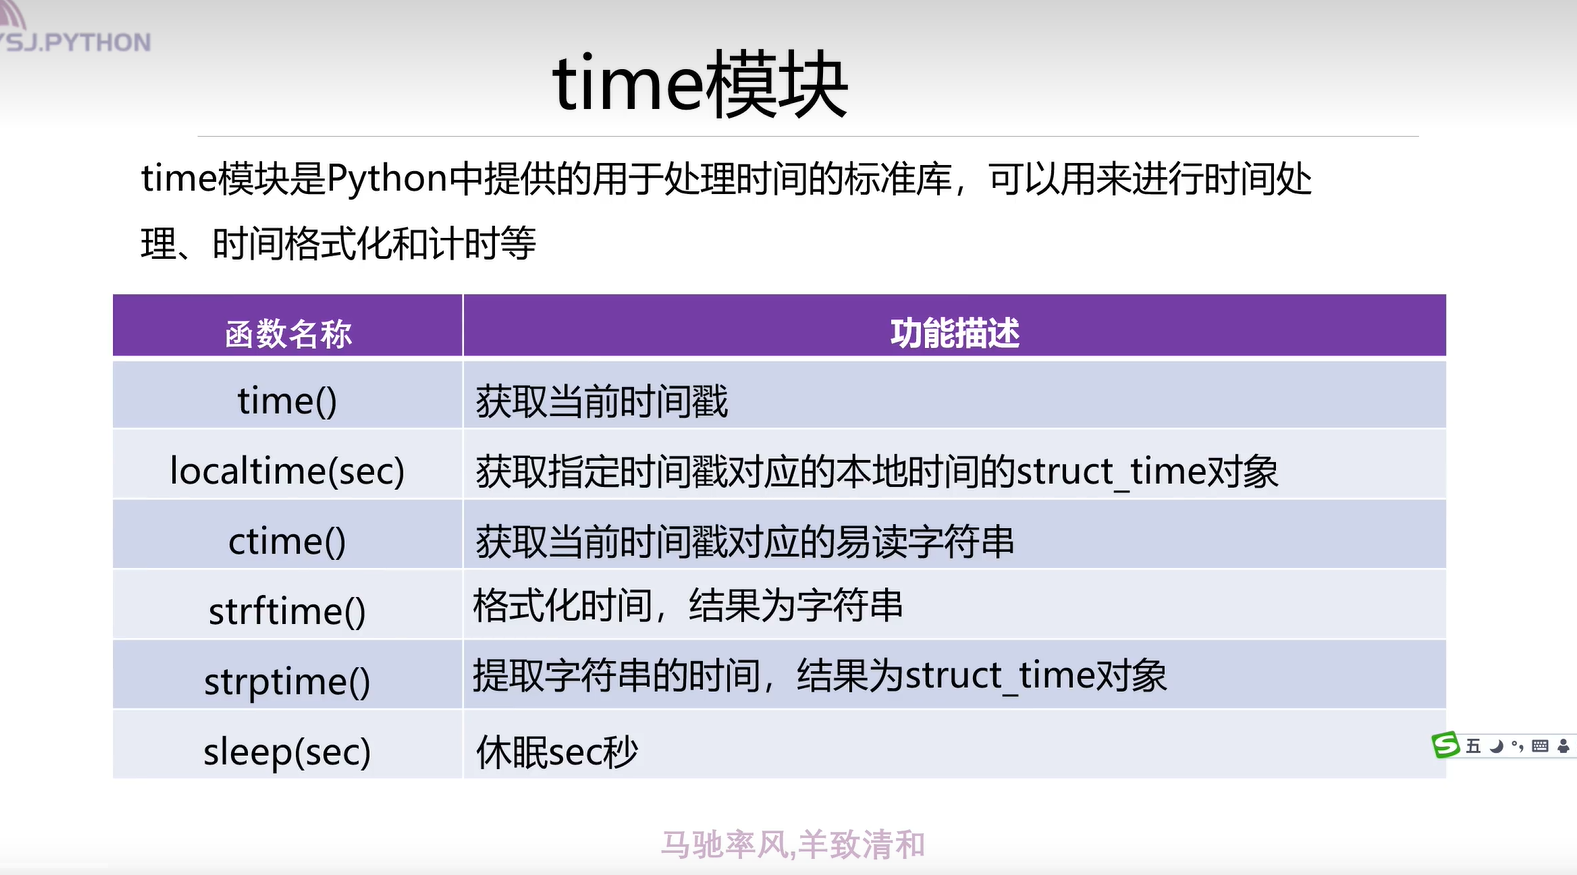 YSJ.PYTHON
time模块
time模块是Python中提供的用于处理时间的标准库，可以用来进行时间处
理、时间格式化和计时等
函数名称 功能描述
time() 获取当前时间戳
localtime(sec) 获取指定时间戳对应的本地时间的struct_time对象
ctime() 获取当前时间戳对应的易读字符串
strftime() 格式化时间，结果为字符串
strptime() 提取字符串的时间，结果为struct_time对象
sleep(sec) 休眠sec秒
五
马驰率风,羊致清和